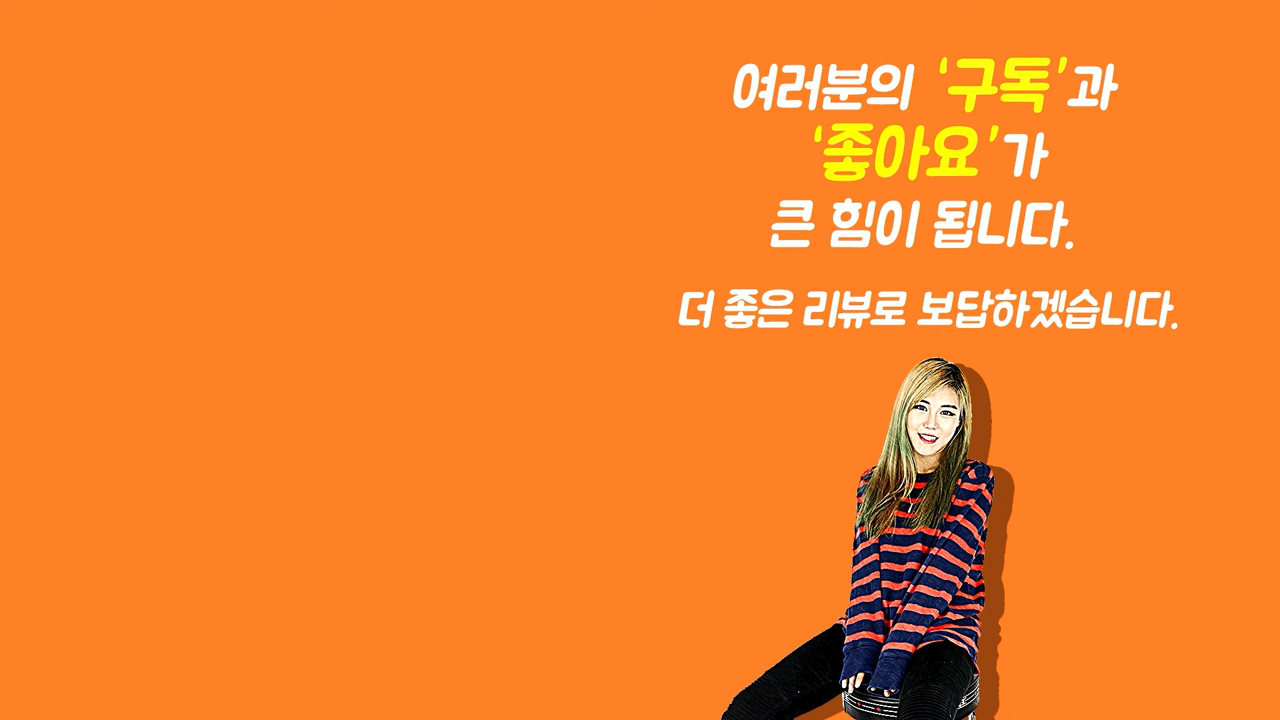 여러분의 ‘구독’과
‘좋아요’가
큰 힘이 됩니다.
더 좋은 리뷰로 보답하겠습니다.